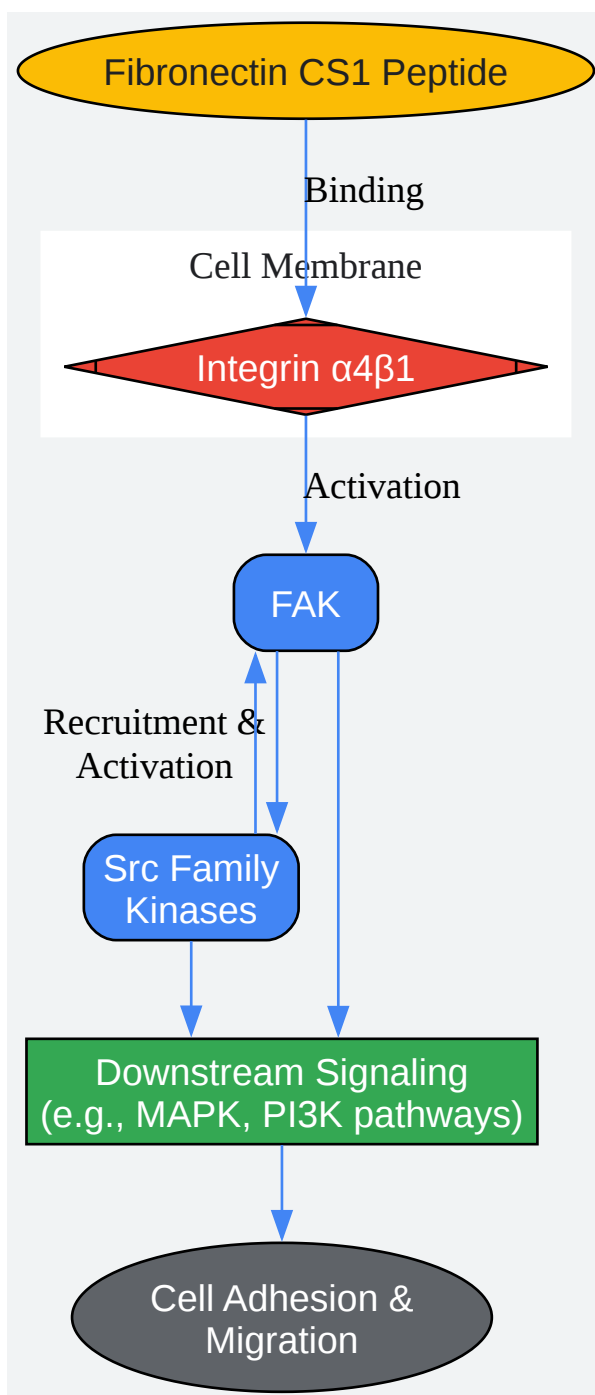 Fibronectin CS1 Peptide
Binding
Cell Membrane
Integrin α4β1
Activation
FAK
Recruitment &
Activation
Src Family
Kinases
Downstream Signaling
(e.g., MAPK, PI3K pathways)
Cell Adhesion &
Migration